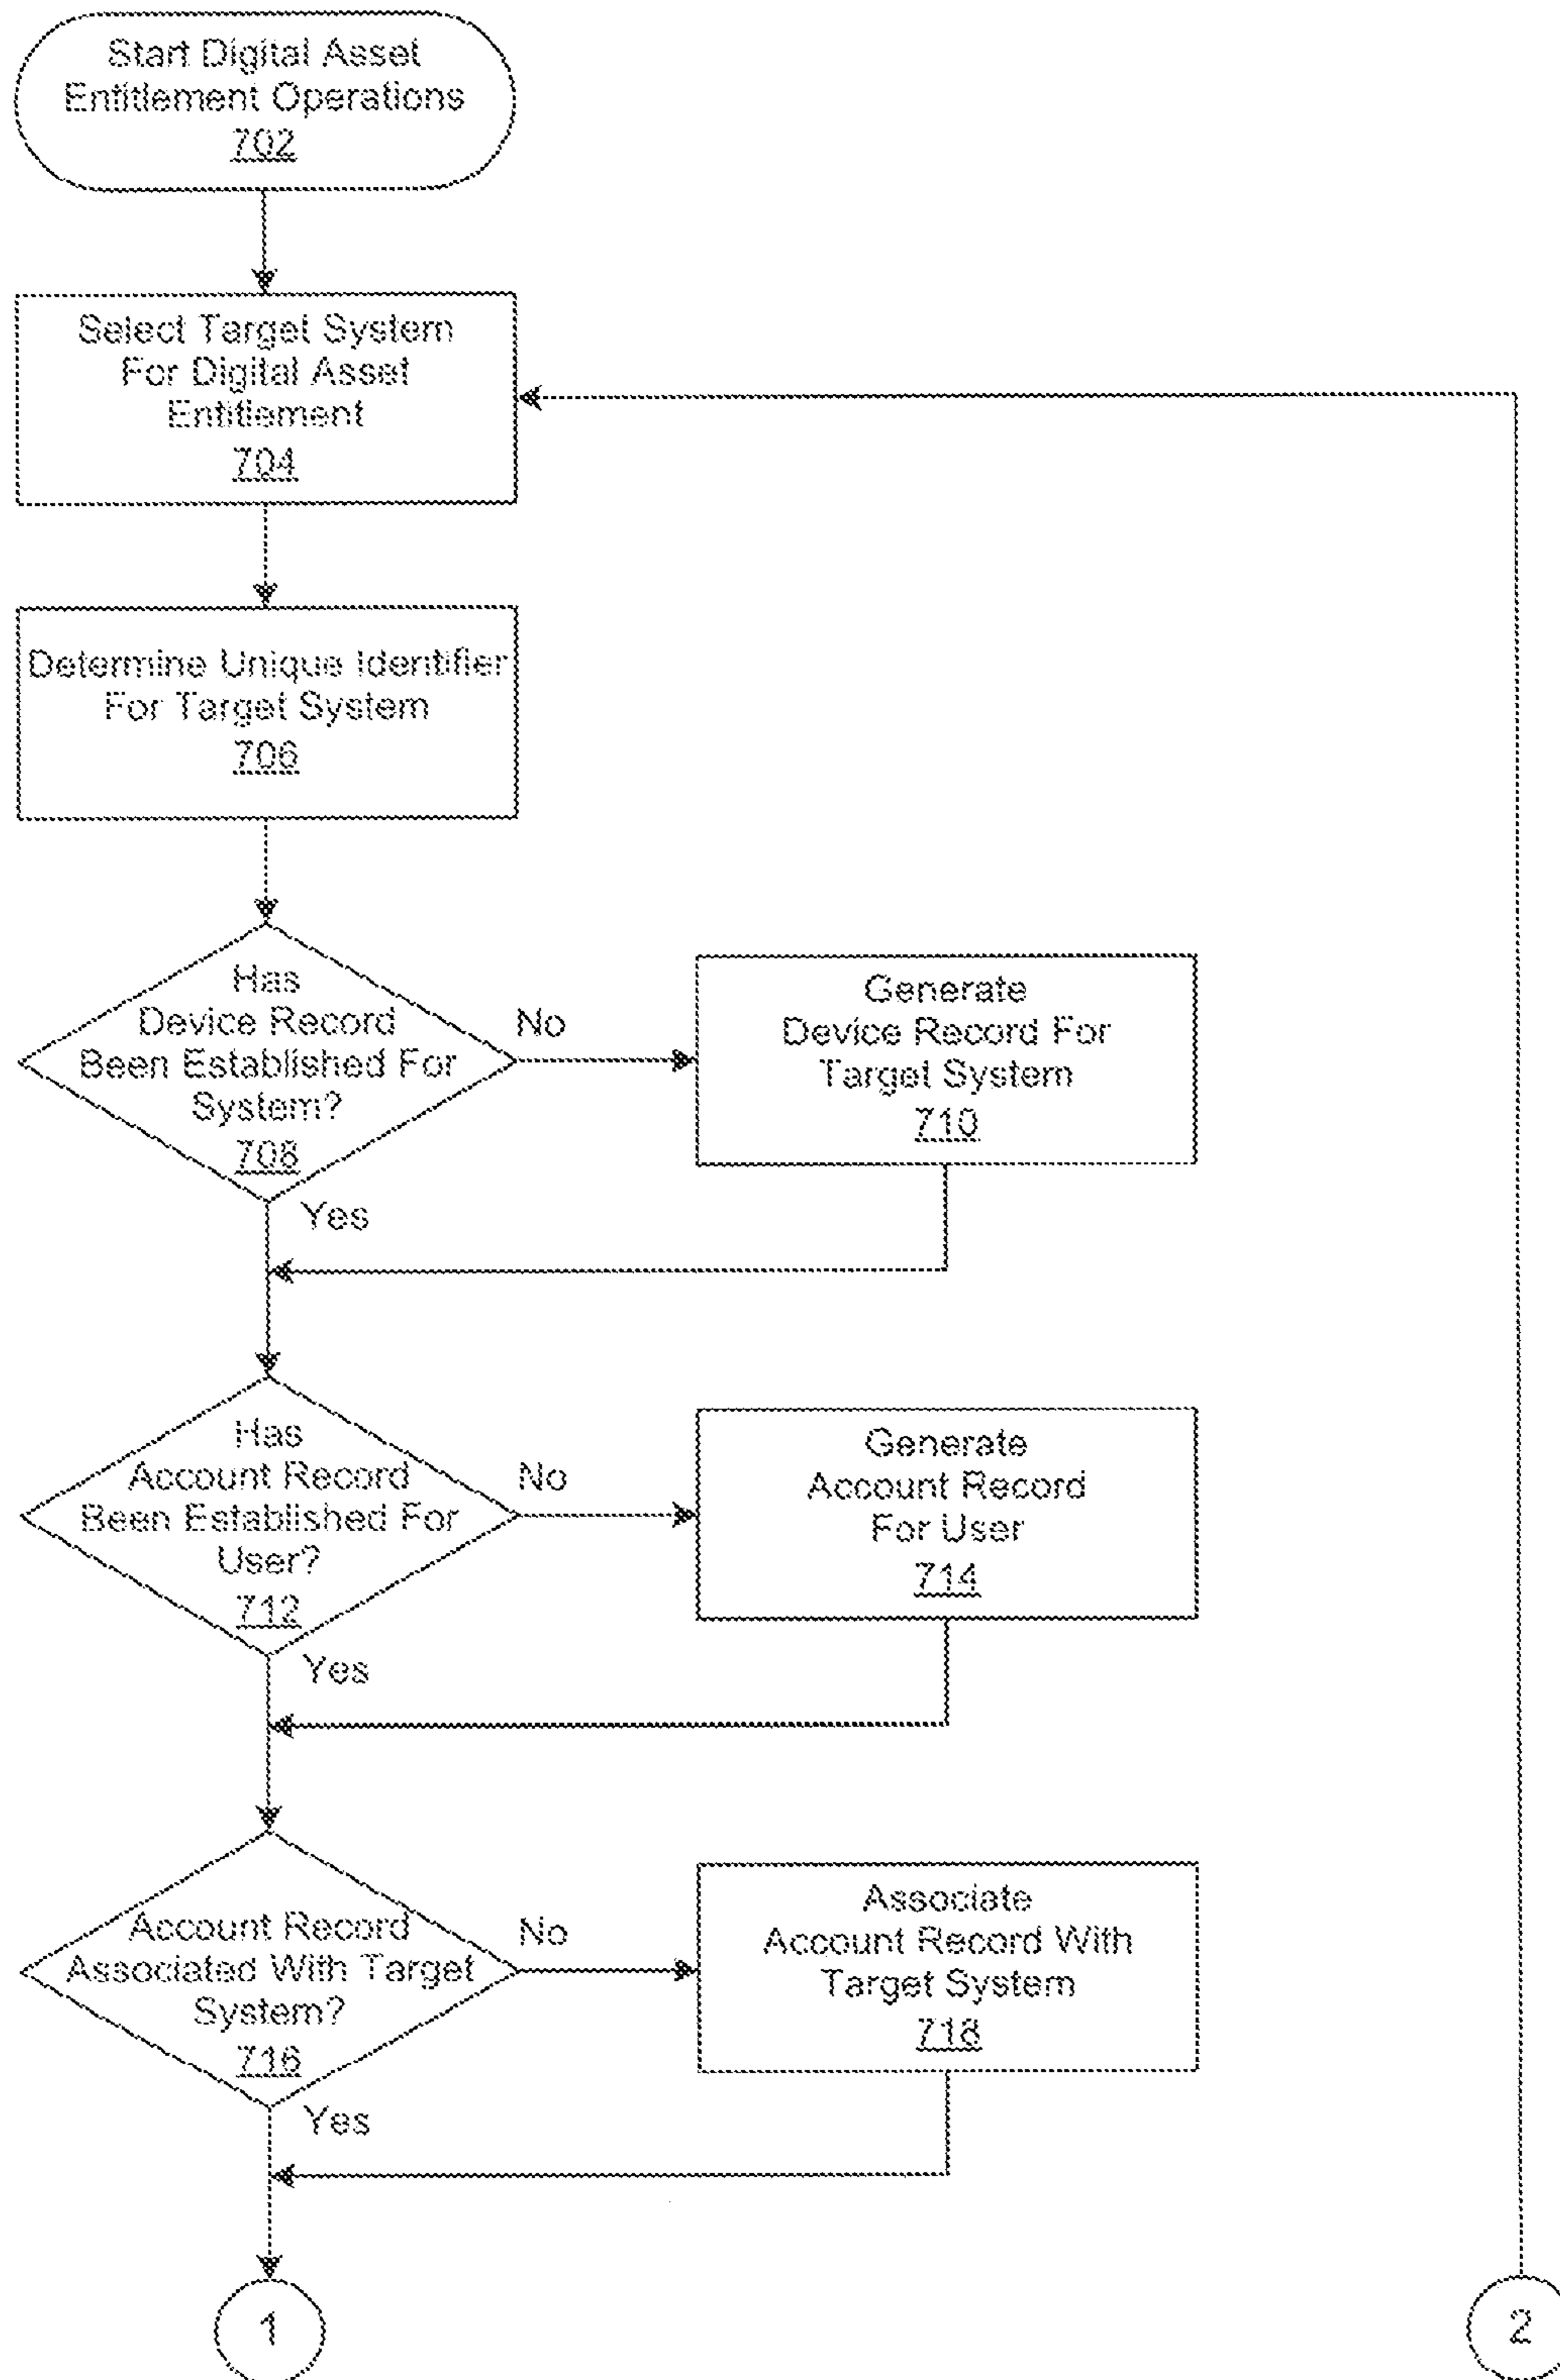 Start Digital Asset
Entitlement Operations
702
Select Target System
For Digital Asset
Entitlement
704
Determine Unique Identifier
For Target System
706
Has
Device Record
Been Established For
System?
708
No
Yes
Generate
Device Record For
Target System
710
Has
Account Record
Been Established For
User?
712
No
Yes
Generate
Account Record
For User
714
Account Record
Associated With Target
System?
716
No
Yes
Associate
Account Record With
Target System
718
1
2